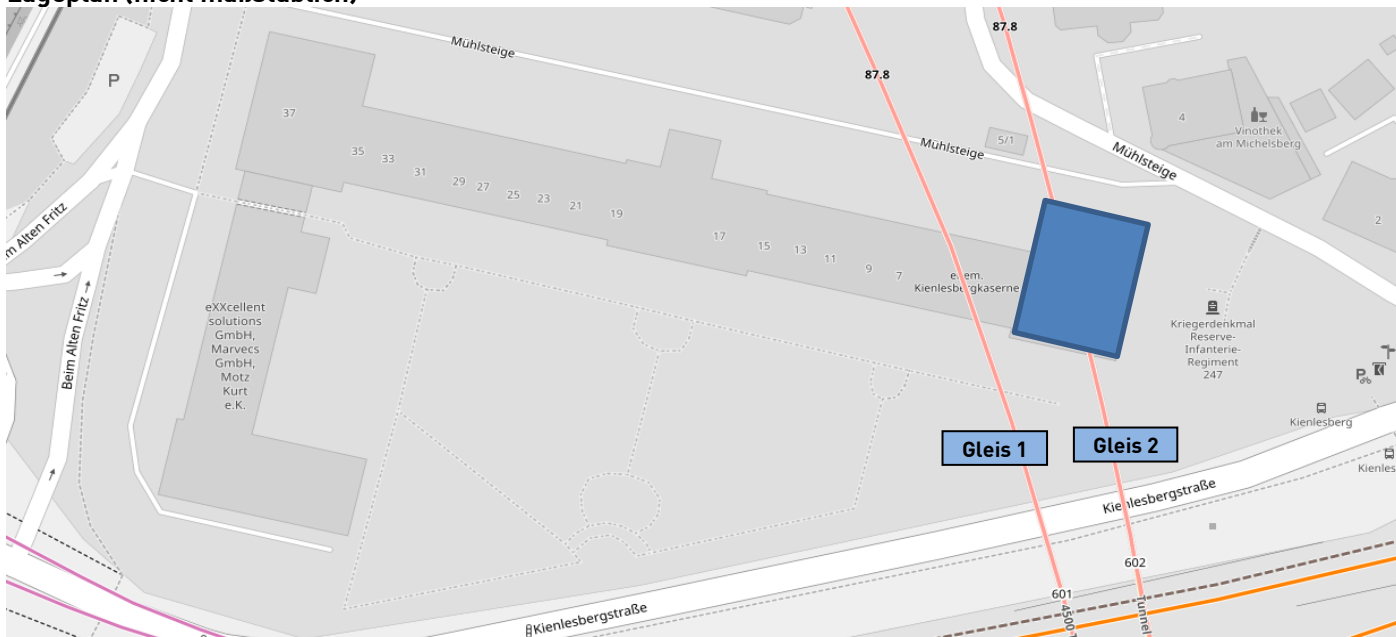 Lageplan (nicht maßstäblich)
87.8
87.8
P
Mühlsteige
37
35
33
31
29
27
25
23
21
19
17
15
13
11
9
7
Mühlsteige
5/1
Mühlsteige
4
Vinothek
am Michelsberg
2
ehem.
Kienlesbergkaserne
Beim Alten Fritz
eXXcellent
solutions
GmbH,
Marvecs
GmbH,
Motz
Kurt
e.K.
Kriegerdenkmal
Reserve-
Infanterie-
Regiment
247
P
Kienlesberg
Kienles
Gleis 1
Gleis 2
Kienlesbergstraße
602
601
4500
Tunnel
Kienlesbergstraße